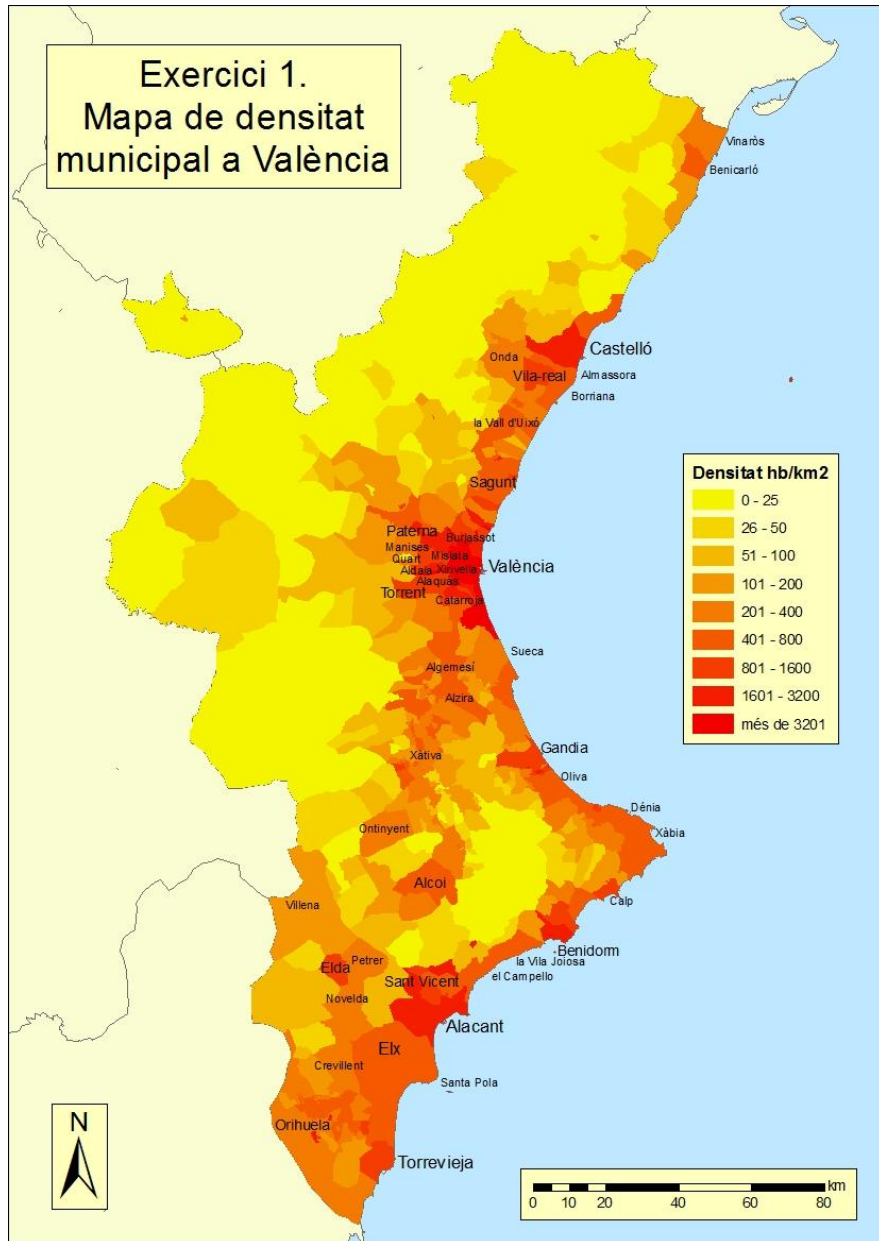 Exercici 1.
Mapa de densitat
municipal a València
Vinaròs
Benicarló
Castelló
Onda
Vila-real
Almassora
Borriana
la Vall d'Uixó
Sagunt
Densitat hb/km2
0 - 25
26 - 50
51 - 100
101 - 200
201 - 400
401 - 800
801 - 1600
1601 - 3200
més de 3201
Paterna
Burjassot
Manises
Mislata
Quart
València
Aldaia
Xirivella
Alaquàs
Torrent
Catarroja
Sueca
Algemesí
Alzira
Gandia
Xàtiva
Oliva
Dénia
Ontinyent
Xàbia
Alcoi
Calp
Villena
Benidorm
Petrer
la Vila Joiosa
Elda
el Campello
Sant Vicent
Novelda
Alacant
Elx
Crevillent
Santa Pola
Orihuela
Torrevieja
N
km
0 10 20 40 60 80